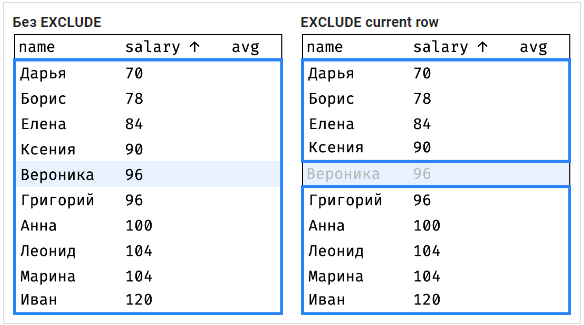 Без EXCLUDE
name salary ↑ avg
Дарья 70
Борис 78
Елена 84
Ксения 90
Вероника 96
Григорий 96
Анна 100
Леонид 104
Марина 104
Иван 120
EXCLUDE current row
name salary ↑ avg
Дарья 70
Борис 78
Елена 84
Ксения 90
Вероника 96
Григорий 96
Анна 100
Леонид 104
Марина 104
Иван 120